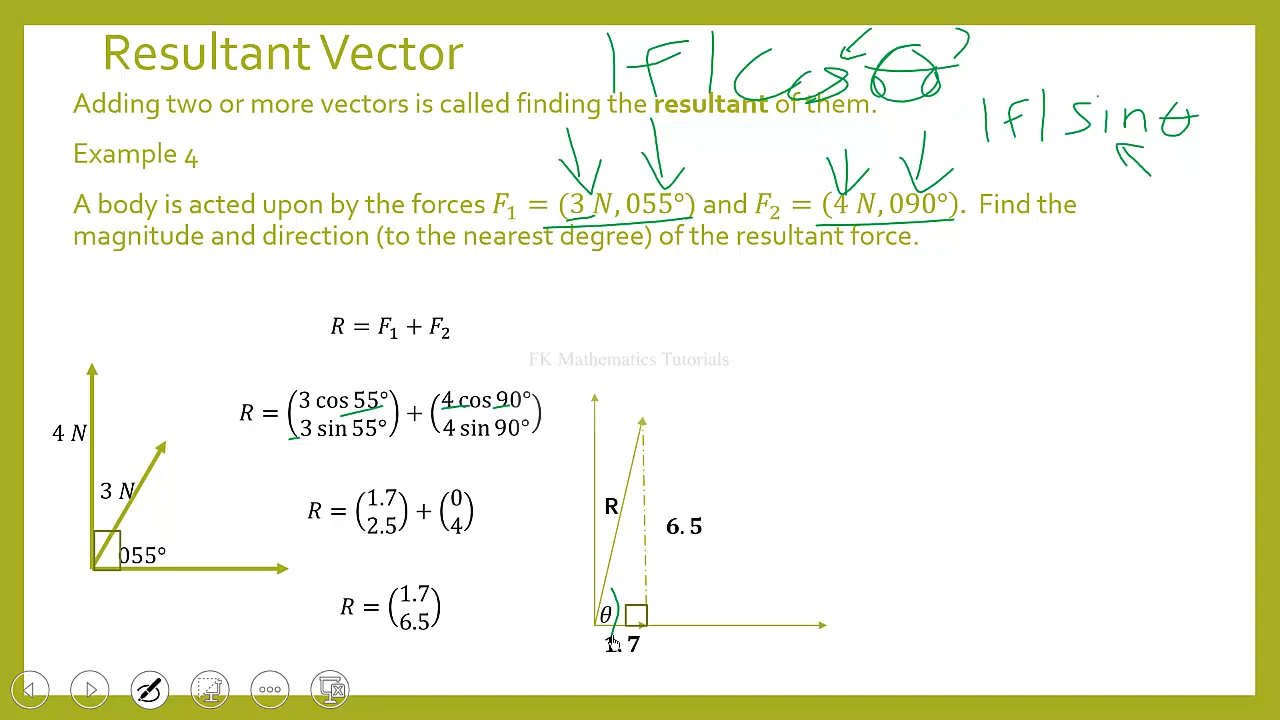 Resultant Vector
|F| Cos θ
Adding two or more vectors is called finding the resultant of them.
|f| sin θ
Example 4
A body is acted upon by the forces F₁ = (3 N, 055°) and F₂ = (4 N, 090°). Find the
magnitude and direction (to the nearest degree) of the resultant force.
R = F₁ + F₂
FK Mathematics Tutorials
4 N
3 N
055°
R = (3 cos 55° / 3 sin 55°) + (4 cos 90° / 4 sin 90°)
R = (1.7 / 2.5) + (0 / 4)
R = (1.7 / 6.5)
R
6.5
θ
1.7